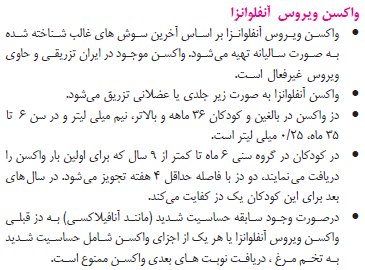 واکسن ویروس آنفلوانزا
• واکسن ویروس آنفلوانزا بر اساس آخرین سوش های غالب شناخته شده
به صورت سالیانه تهیه می‌شود. واکسن موجود در ایران تزریقی و حاوی
ویروس غیرفعال است.
• واکسن آنفلوانزا به صورت زیر جلدی یا عضلانی تزریق می‌شود.
• دز واکسن در بالغین و کودکان ۳۶ ماهه و بالاتر، نیم میلی لیتر و در سن ۶ تا
۳۵ ماه، ۰/۲۵ میلی لیتر است.
• در کودکان در گروه سنی ۶ ماه تا کمتر از ۹ سال که برای اولین بار واکسن را
دریافت می‌نمایند، دو دز با فاصله حداقل ۴ هفته تجویز می‌شود. در سال‌های
بعد برای این کودکان یک دز کفایت می‌کند.
• درصورت وجود سابقه حساسیت شدید (مانند آنافیلاکسی) به دز قبلی
واکسن ویروس آنفلوانزا یا هر یک از اجزای واکسن شامل حساسیت شدید
به تخم مرغ ، دریافت نوبت های بعدی واکسن ممنوع است.